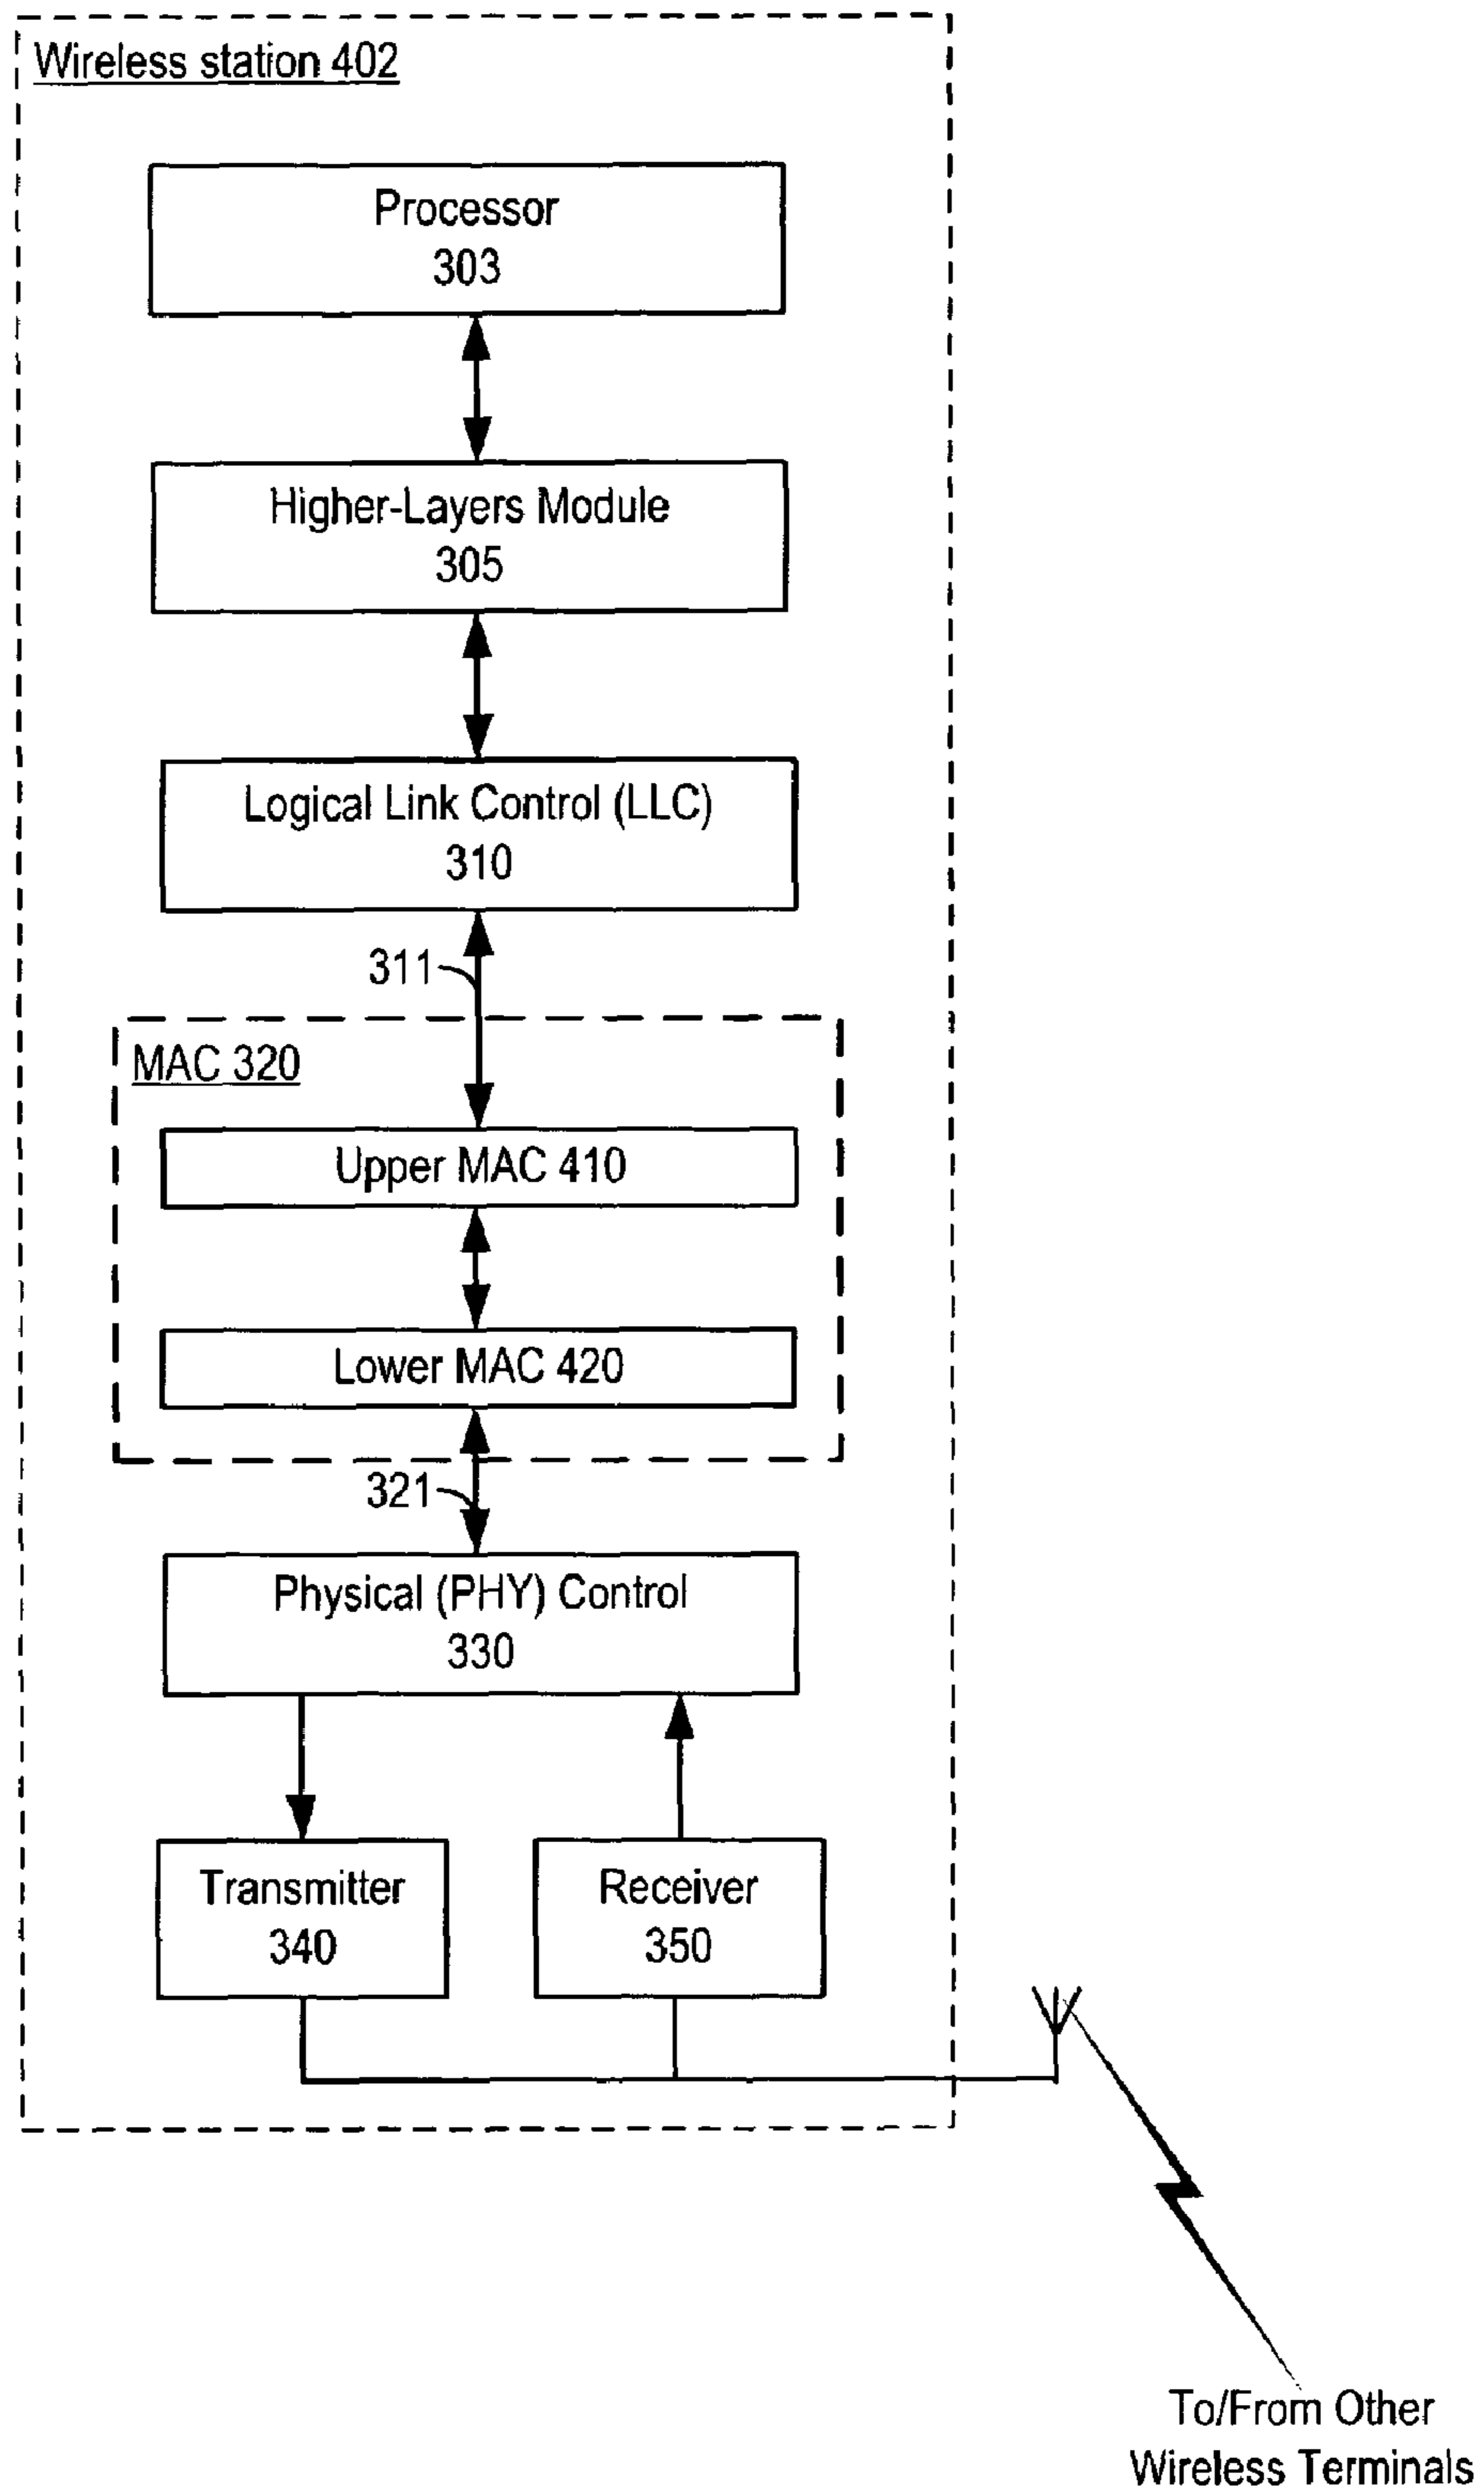 Wireless station 402
Processor
303
Higher-Layers Module
305
Logical Link Control (LLC)
310
311
MAC 320
Upper MAC 410
Lower MAC 420
321
Physical (PHY) Control
330
Transmitter
340
Receiver
350
To/From Other
Wireless Terminals